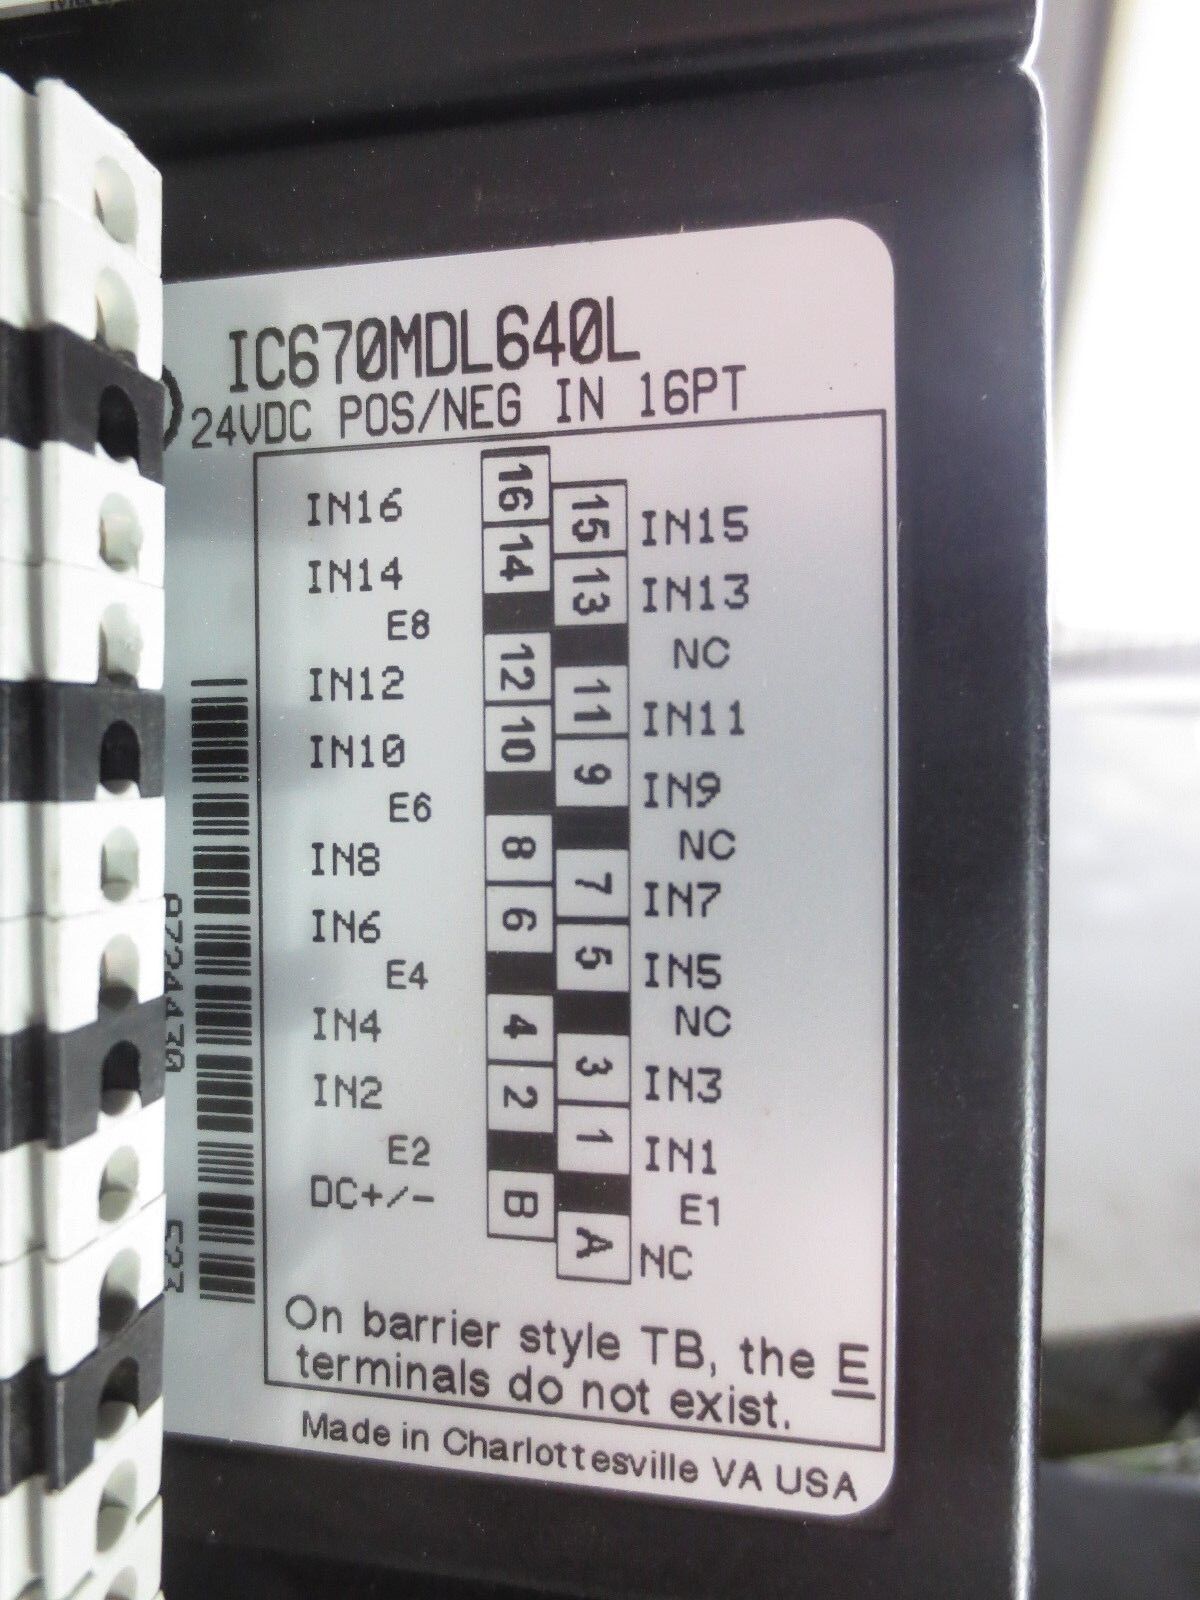 IC670MDL640L
24VDC POS/NEG IN 16PT
IN16 16 15 IN15
IN14 14 13 IN13
E8 NC
IN12 12 11 IN11
IN10 10 9 IN9
E6 NC
IN8 8 7 IN7
IN6 6 5 IN5
E4 NC
IN4 4 3 IN3
IN2 2 1 IN1
E2 E1
DC+/- B A NC
On barrier style TB, the E
terminals do not exist.
Made in Charlottesville VA USA